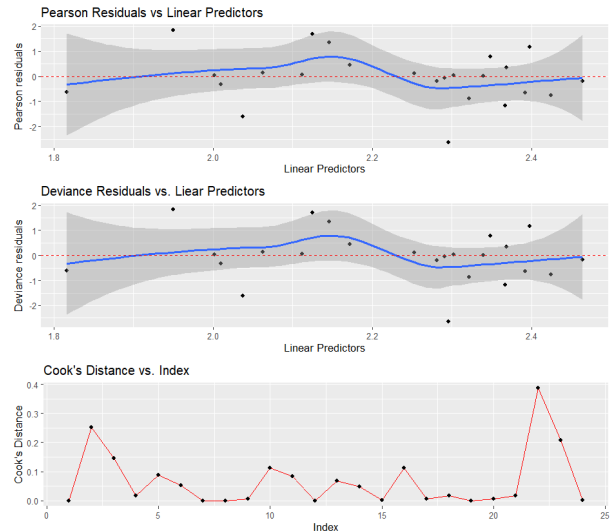 Pearson Residuals vs Linear Predictors
2
1
0
-1
-2
Pearson residuals
1.8 2.0 2.2 2.4
Linear Predictors
Deviance Residuals vs. Liear Predictors
2
1
0
-1
-2
Deviance residuals
1.8 2.0 2.2 2.4
Linear Predictors
Cook's Distance vs. Index
0.4
0.3
0.2
0.1
0.0
Cook's Distance
0 5 10 15 20 25
Index